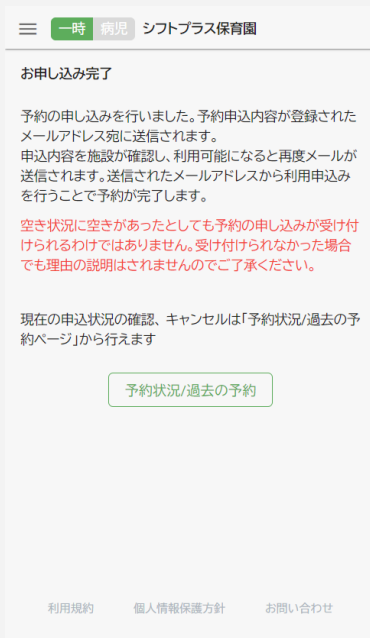 一時 病児 シフトプラス保育園
お申し込み完了
予約の申し込みを行いました。予約申込内容が登録された
メールアドレス宛に送信されます。
申込内容を施設が確認し、利用可能になると再度メールが
送信されます。送信されたメールアドレスから利用申込み
を行うことで予約が完了します。
空き状況に空きがあったとしても予約の申し込みが受け付
けられるわけではありません。受け付けられなかった場合
でも理由の説明はされませんのでご了承ください。
現在の申込状況の確認、キャンセルは「予約状況/過去の予
約ページ」から行えます
予約状況/過去の予約
利用規約 個人情報保護方針 お問い合わせ